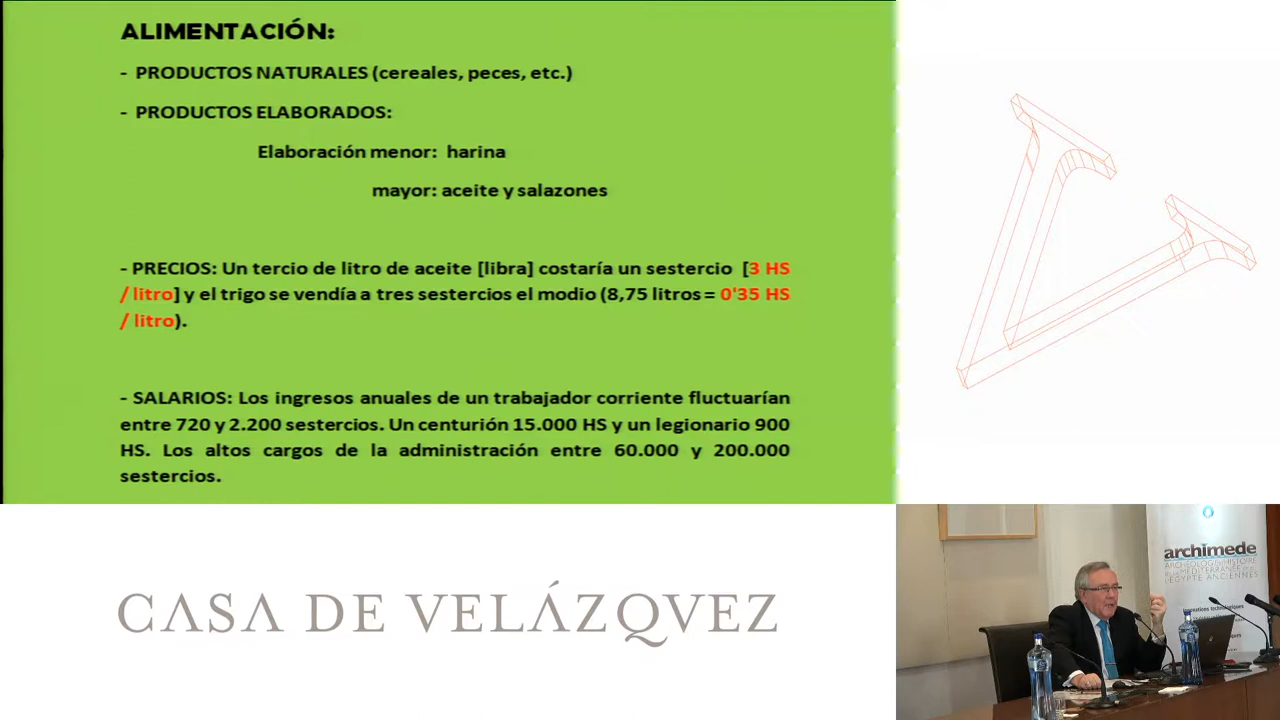 ALIMENTACIÓN:
- PRODUCTOS NATURALES (cereales, peces, etc.)
- PRODUCTOS ELABORADOS:
Elaboración menor: harina
mayor: aceite y salazones
- PRECIOS: Un tercio de litro de aceite [libra] costaría un sestercio [3 HS
/ litro] y el trigo se vendía a tres sestercios el modio (8,75 litros = 0'35 HS
/ litro).
- SALARIOS: Los ingresos anuales de un trabajador corriente fluctuarían
entre 720 y 2.200 sestercios. Un centurión 15.000 HS y un legionario 900
HS. Los altos cargos de la administración entre 60.000 y 200.000
sestercios.
CASA DE VELÁZQVEZ
archimede
EGYPTE ANCIENNES